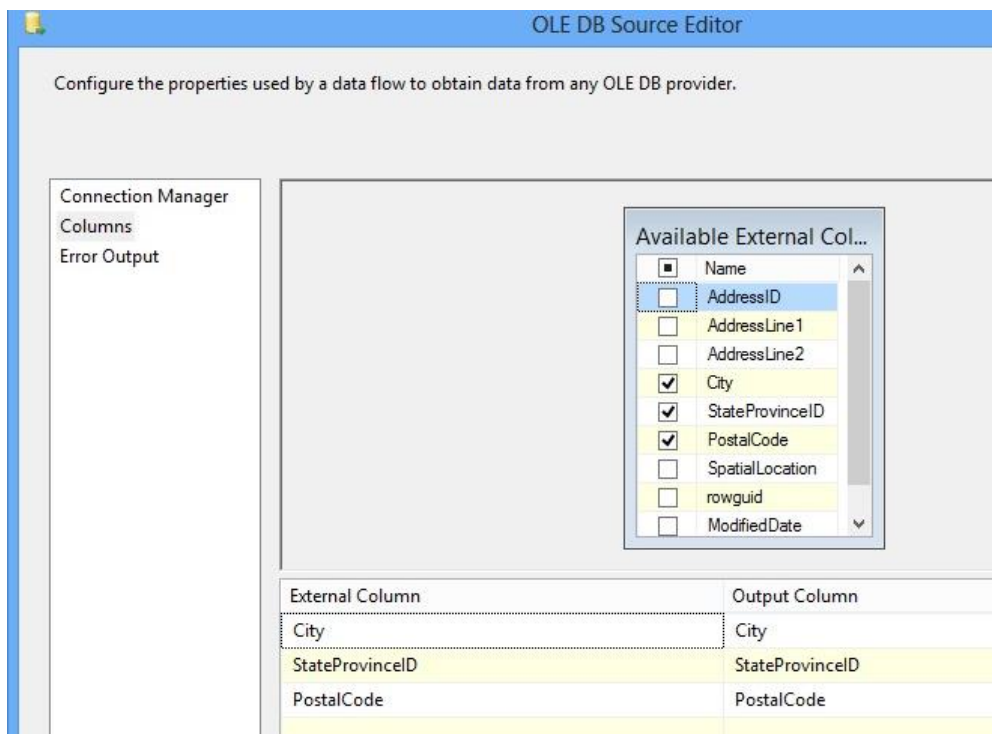 OLE DB Source Editor
Configure the properties used by a data flow to obtain data from any OLE DB provider.
Connection Manager
Columns
Error Output
Available External Col...
Name
AddressID
AddressLine1
AddressLine2
City
StateProvinceID
PostalCode
SpatialLocation
rowguid
ModifiedDate
External Column Output Column
City City
StateProvinceID StateProvinceID
PostalCode PostalCode